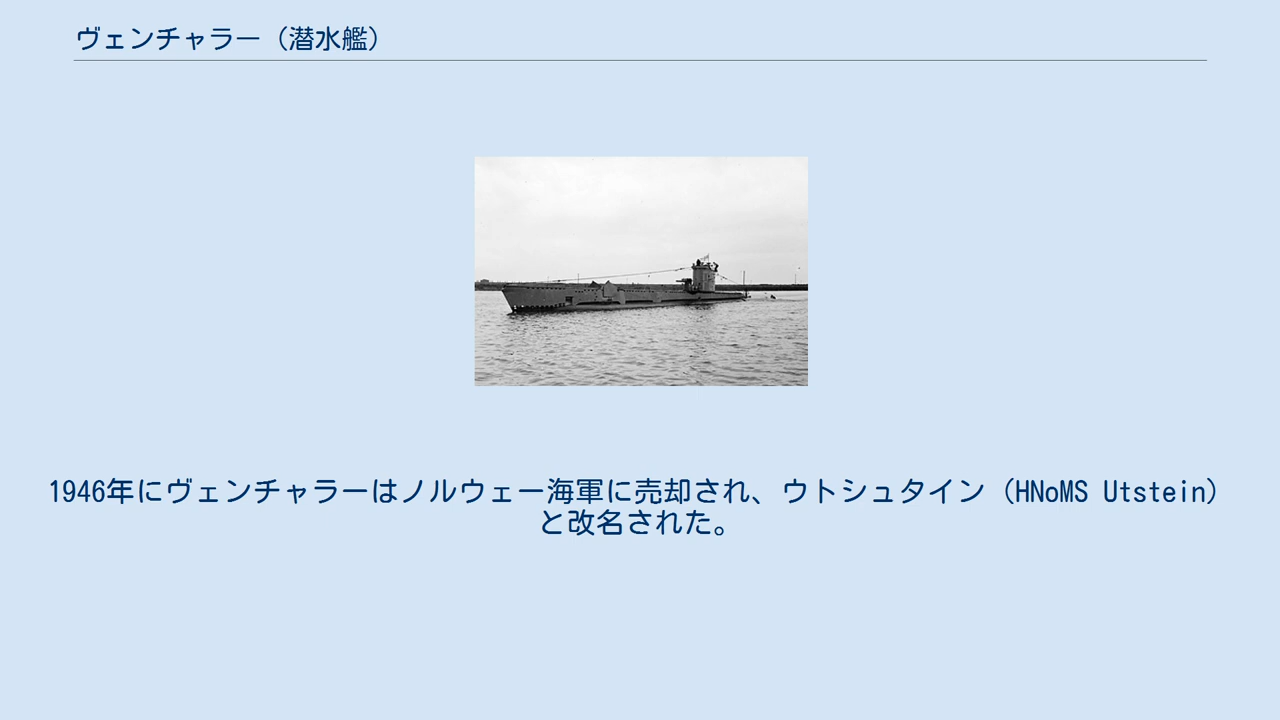 ヴェンチャラー（潜水艦）
1946年にヴェンチャラーはノルウェー海軍に売却され、ウトシュタイン（HNoMS Utstein）
と改名された。